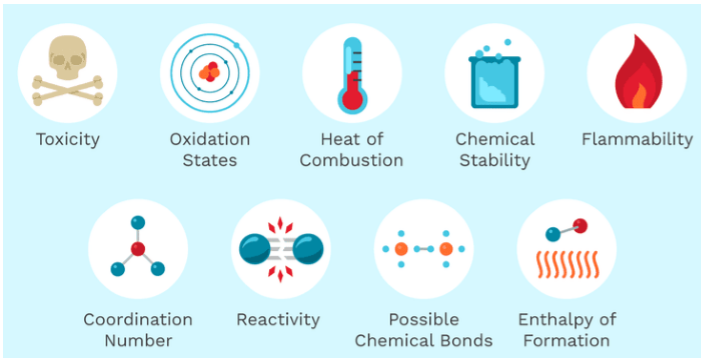 Toxicity
Oxidation
States
Heat of
Combustion
Chemical
Stability
Flammability
Coordination
Number
Reactivity
Possible
Chemical Bonds
Enthalpy of
Formation